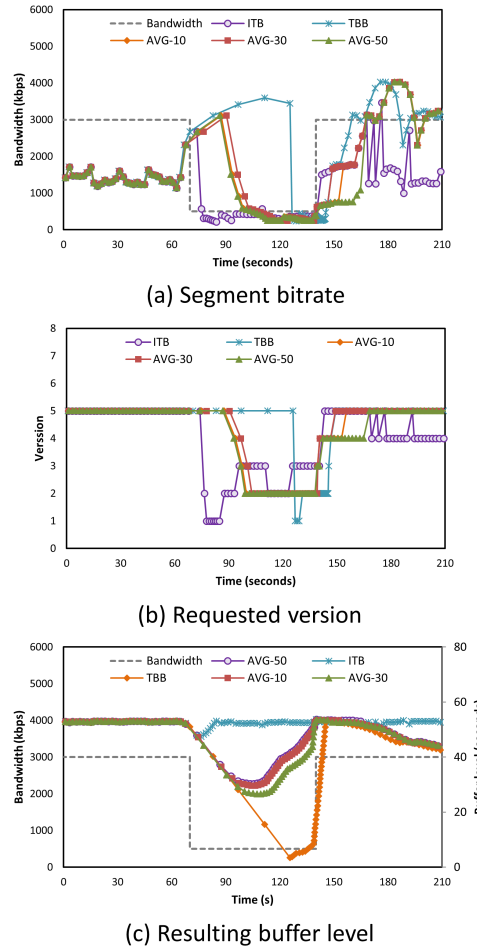 Bandwidth ITB TBB
AVG-10 AVG-30 AVG-50
6000
5000
4000
3000
2000
1000
0
Bandwidth (kbps)
0 30 60 90 120 150 180 210
Time (seconds)
(a) Segment bitrate
ITB TBB AVG-10
AVG-30 AVG-50
8
7
6
5
4
3
2
1
0
Verssion
0 30 60 90 120 150 180 210
Time (seconds)
(b) Requested version
Bandwidth AVG-50 ITB
TBB AVG-10 AVG-30
6000
5000
4000
3000
2000
1000
0
Bandwidth (kbps)
80
60
40
20
0
0 30 60 90 120 150 180 210
Time (s)
(c) Resulting buffer level